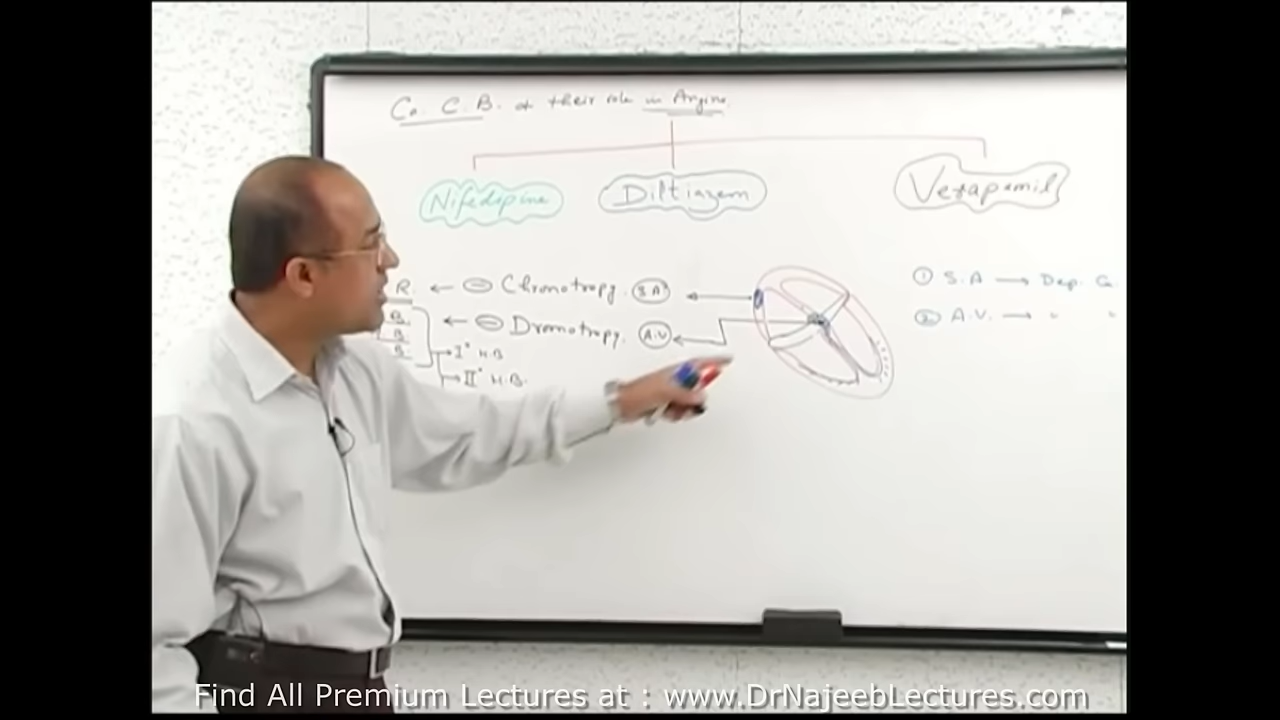 Ca. C. B. & their role in Angina.
Nifedipine
Diltiazem
Verapamil
R. ← ⊖ Chronotropy. S.A
① S.A → Dep. Ca.
B ← ⊖ Dromotropy. A.V
② A.V. → " "
B
B → I° H.B
→ II° H.B.
Find All Premium Lectures at : www.DrNajeebLectures.com